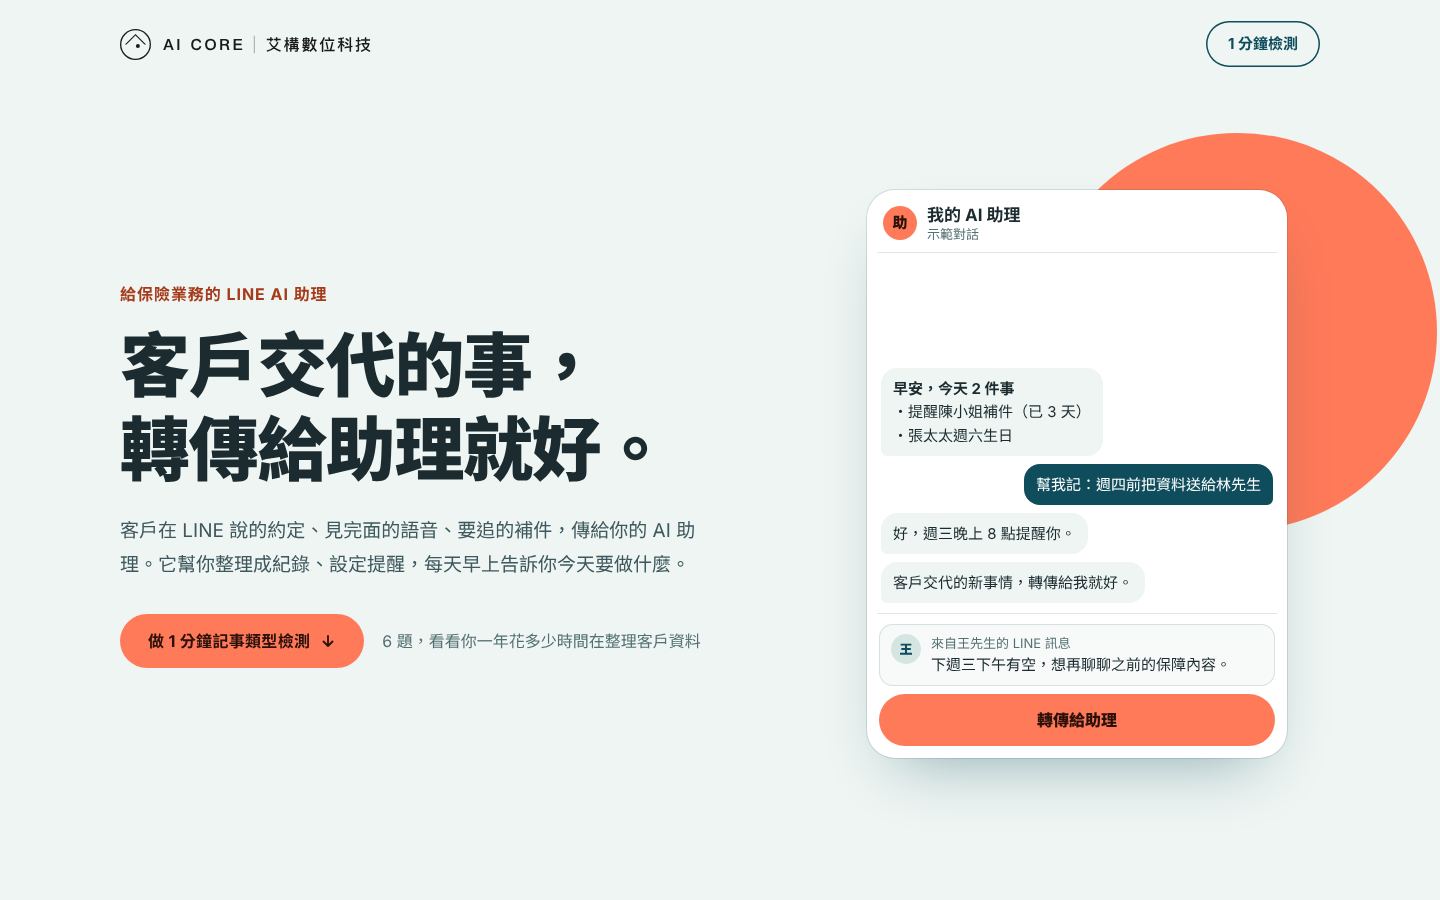 AI CORE | 艾構數位科技
1 分鐘檢測
給保險業務的 LINE AI 助理
客戶交代的事，
轉傳給助理就好。
客戶在 LINE 說的約定、見完面的語音、要追的補件，傳給你的 AI 助
理。它幫你整理成紀錄、設定提醒，每天早上告訴你今天要做什麼。
做 1 分鐘記事類型檢測 ↓
6 題，看看你一年花多少時間在整理客戶資料
助
我的 AI 助理
示範對話
早安，今天 2 件事
・提醒陳小姐補件（已 3 天）
・張太太週六生日
幫我記：週四前把資料送給林先生
好，週三晚上 8 點提醒你。
客戶交代的新事情，轉傳給我就好。
王
來自王先生的 LINE 訊息
下週三下午有空，想再聊聊之前的保障內容。
轉傳給助理